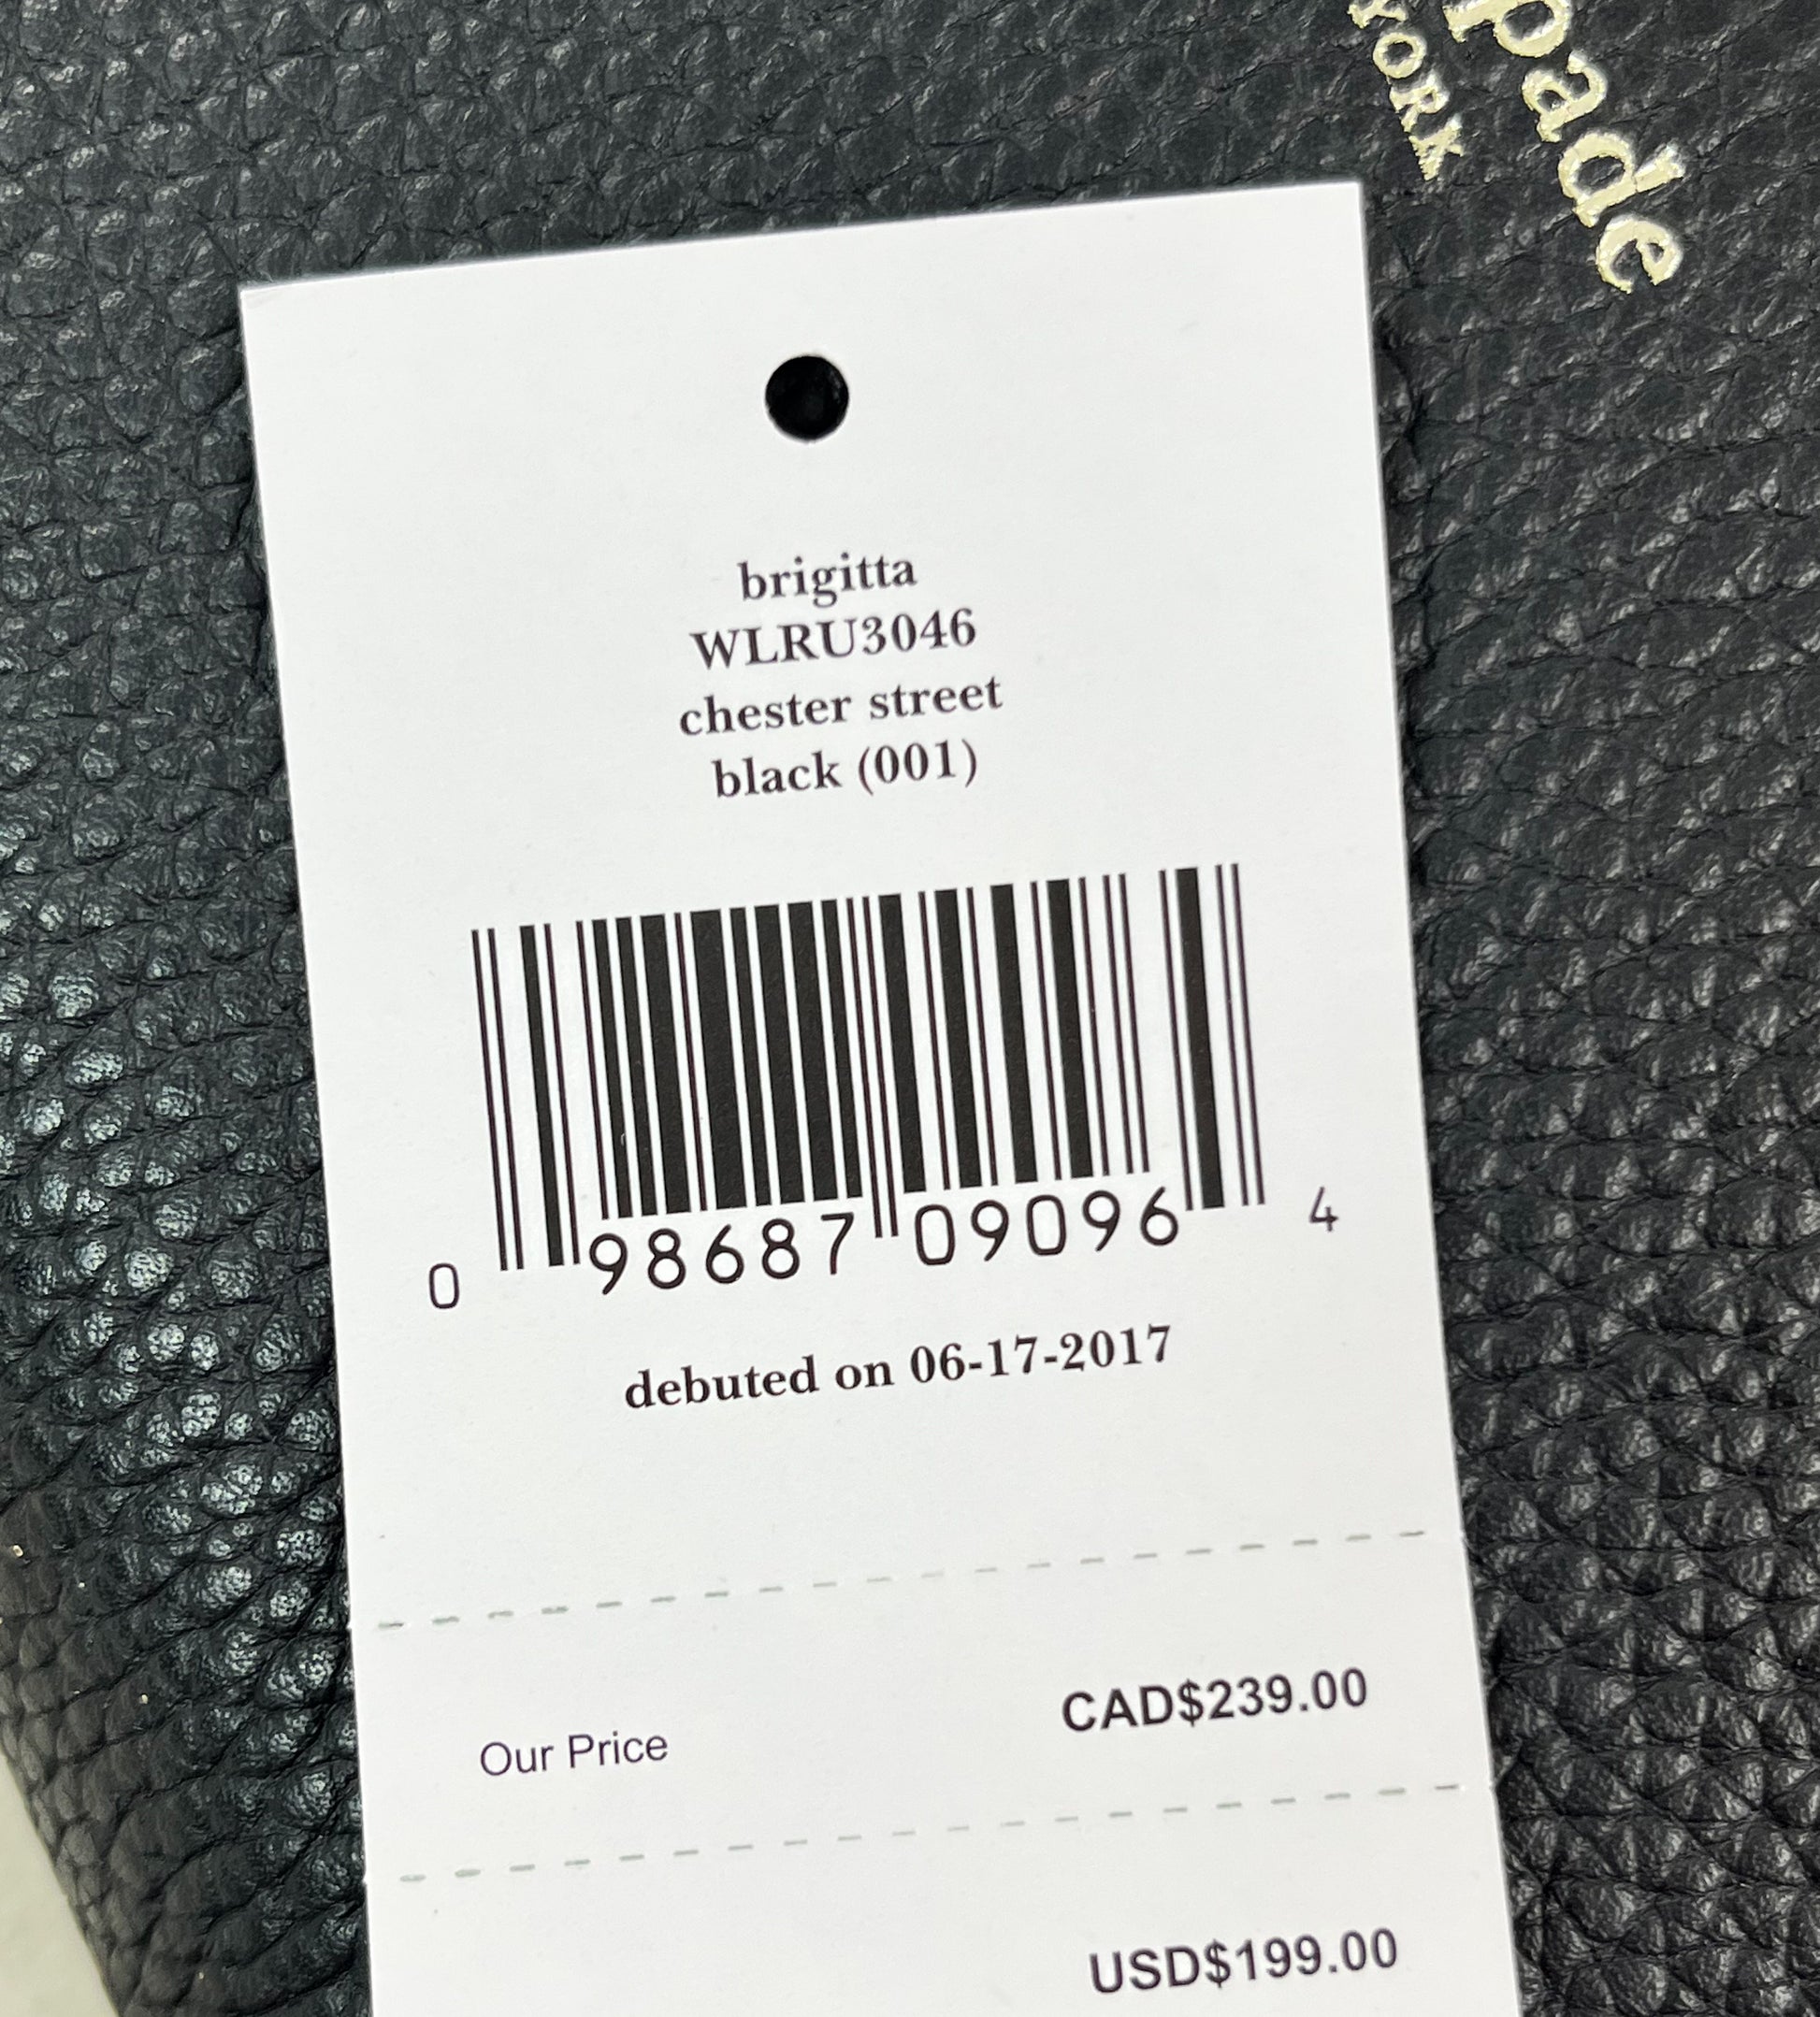 pade
YORK
brigitta
WLRU3046
chester street
black (001)
0 98687 09096 4
debuted on 06-17-2017
Our Price CAD$239.00
USD$199.00